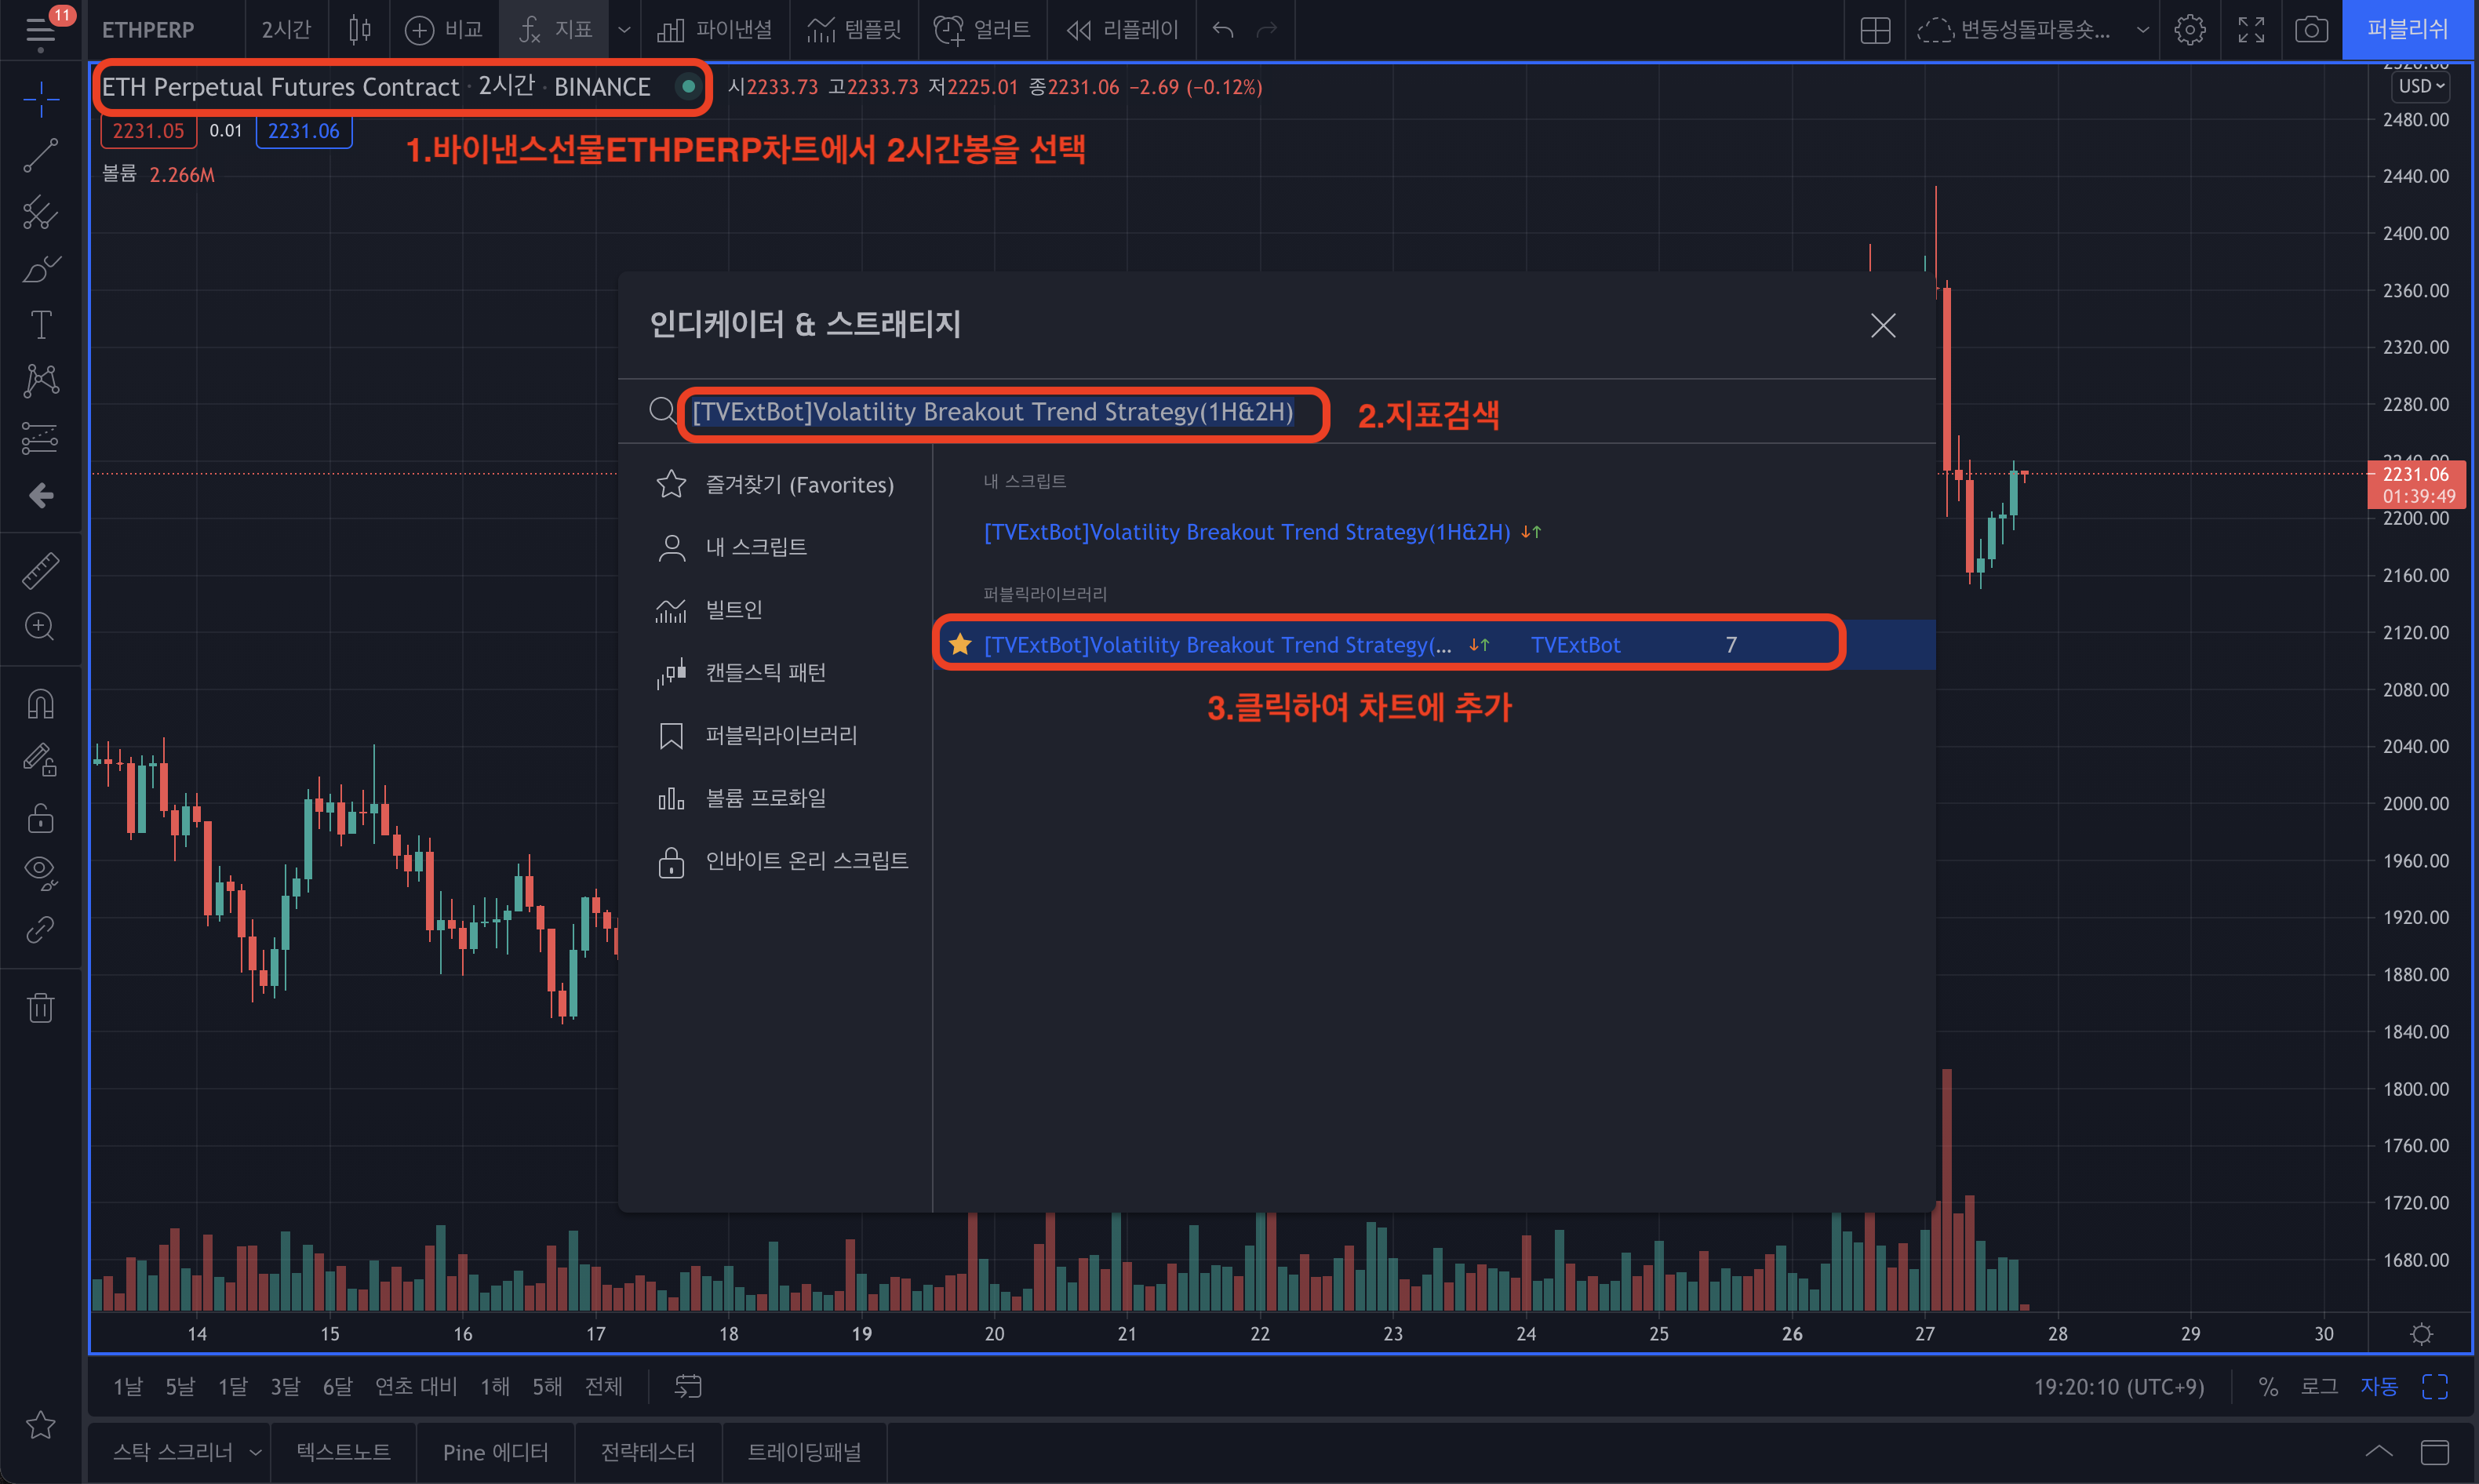 11
ETHPERP 2시간 비교 지표 파이낸셜 템플릿 얼러트 리플레이 변동성돌파롱숏... 퍼블리쉬
ETH Perpetual Futures Contract · 2시간 · BINANCE 시2233.73 고2233.73 저2225.01 종2231.06 −2.69 (−0.12%)
USD
2231.05 0.01 2231.06
1.바이낸스선물ETHPERP차트에서 2시간봉을 선택
볼륨 2.266M
인디케이터 & 스트래티지
[TVExtBot]Volatility Breakout Trend Strategy(1H&2H)
2.지표검색
즐겨찾기 (Favorites)
내 스크립트
빌트인
캔들스틱 패턴
퍼블릭라이브러리
볼륨 프로화일
인바이트 온리 스크립트
내 스크립트
[TVExtBot]Volatility Breakout Trend Strategy(1H&2H)
퍼블릭라이브러리
[TVExtBot]Volatility Breakout Trend Strategy(... TVExtBot 7
3.클릭하여 차트에 추가
2320.00
2480.00
2440.00
2400.00
2360.00
2320.00
2280.00
2240.00
2231.06
01:39:49
2200.00
2160.00
2120.00
2080.00
2040.00
2000.00
1960.00
1920.00
1880.00
1840.00
1800.00
1760.00
1720.00
1680.00
14 15 16 17 18 19 20 21 22 23 24 25 26 27 28 29 30
1날 5날 1달 3달 6달 연초 대비 1해 5해 전체 19:20:10 (UTC+9) % 로그 자동
스탁 스크리너 텍스트노트 Pine 에디터 전략테스터 트레이딩패널